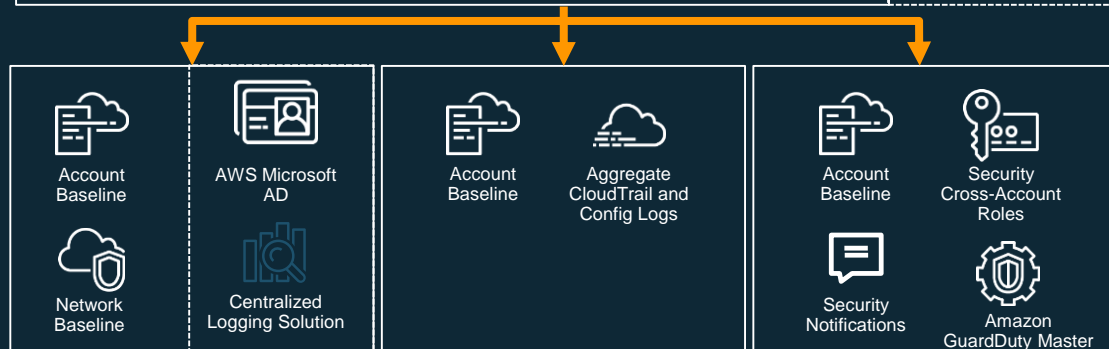 Account
Baseline
AWS Microsoft
AD
Network
Baseline
Centralized
Logging Solution
Account
Baseline
Aggregate
CloudTrail and
Config Logs
Account
Baseline
Security
Cross-Account
Roles
Security
Notifications
Amazon
GuardDuty Master